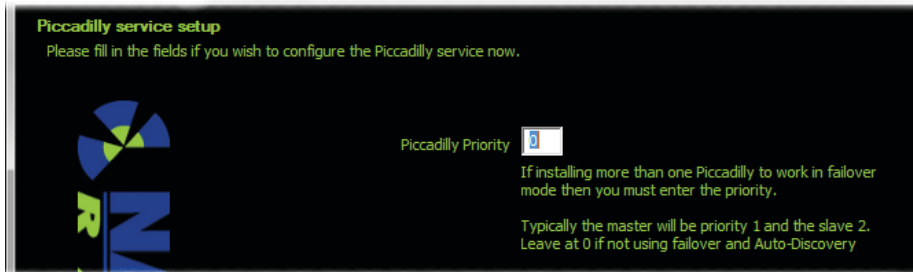 Piccadilly service setup
Please fill in the fields if you wish to configure the Piccadilly service now.
Piccadilly Priority 0
If installing more than one Piccadilly to work in failover
mode then you must enter the priority.
Typically the master will be priority 1 and the slave 2.
Leave at 0 if not using failover and Auto-Discovery